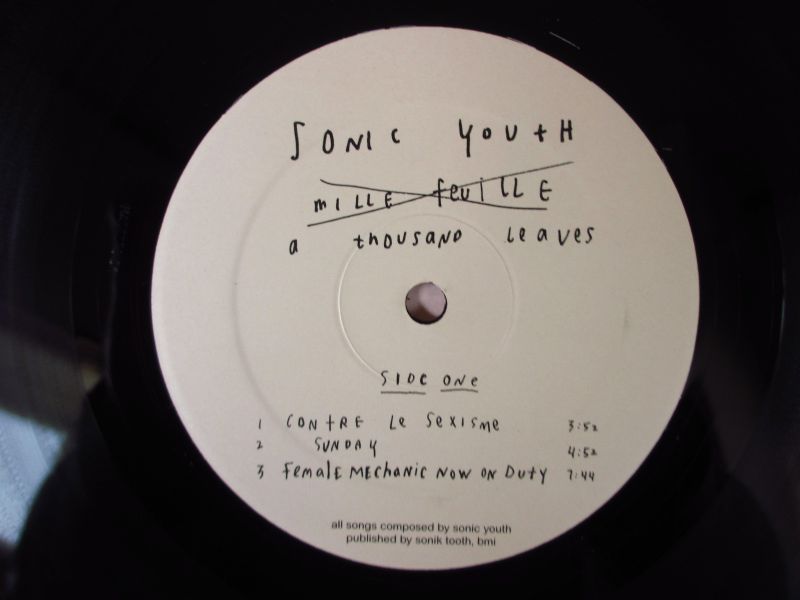 SONIC YOUtH
mILLE fEUiLLE
a thOUSAND leaves
SIDE ONE
1 CONtRE Le SeXISme 3:52
2 SUNDAY 4:52
3 femalE MEChaNIC NOW ON DUty 7:44
all songs composed by sonic youth
published by sonik tooth, bmi